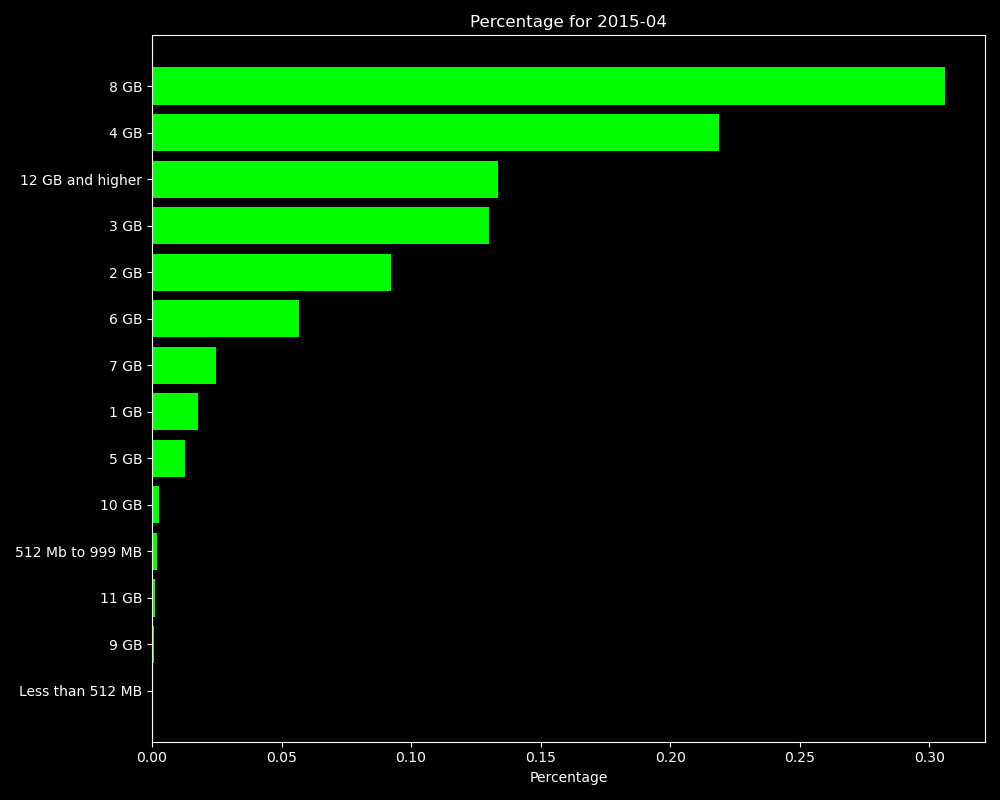 Percentage for 2015-04
8 GB
4 GB
12 GB and higher
3 GB
2 GB
6 GB
7 GB
1 GB
5 GB
10 GB
512 Mb to 999 MB
11 GB
9 GB
Less than 512 MB
0.00 0.05 0.10 0.15 0.20 0.25 0.30
Percentage